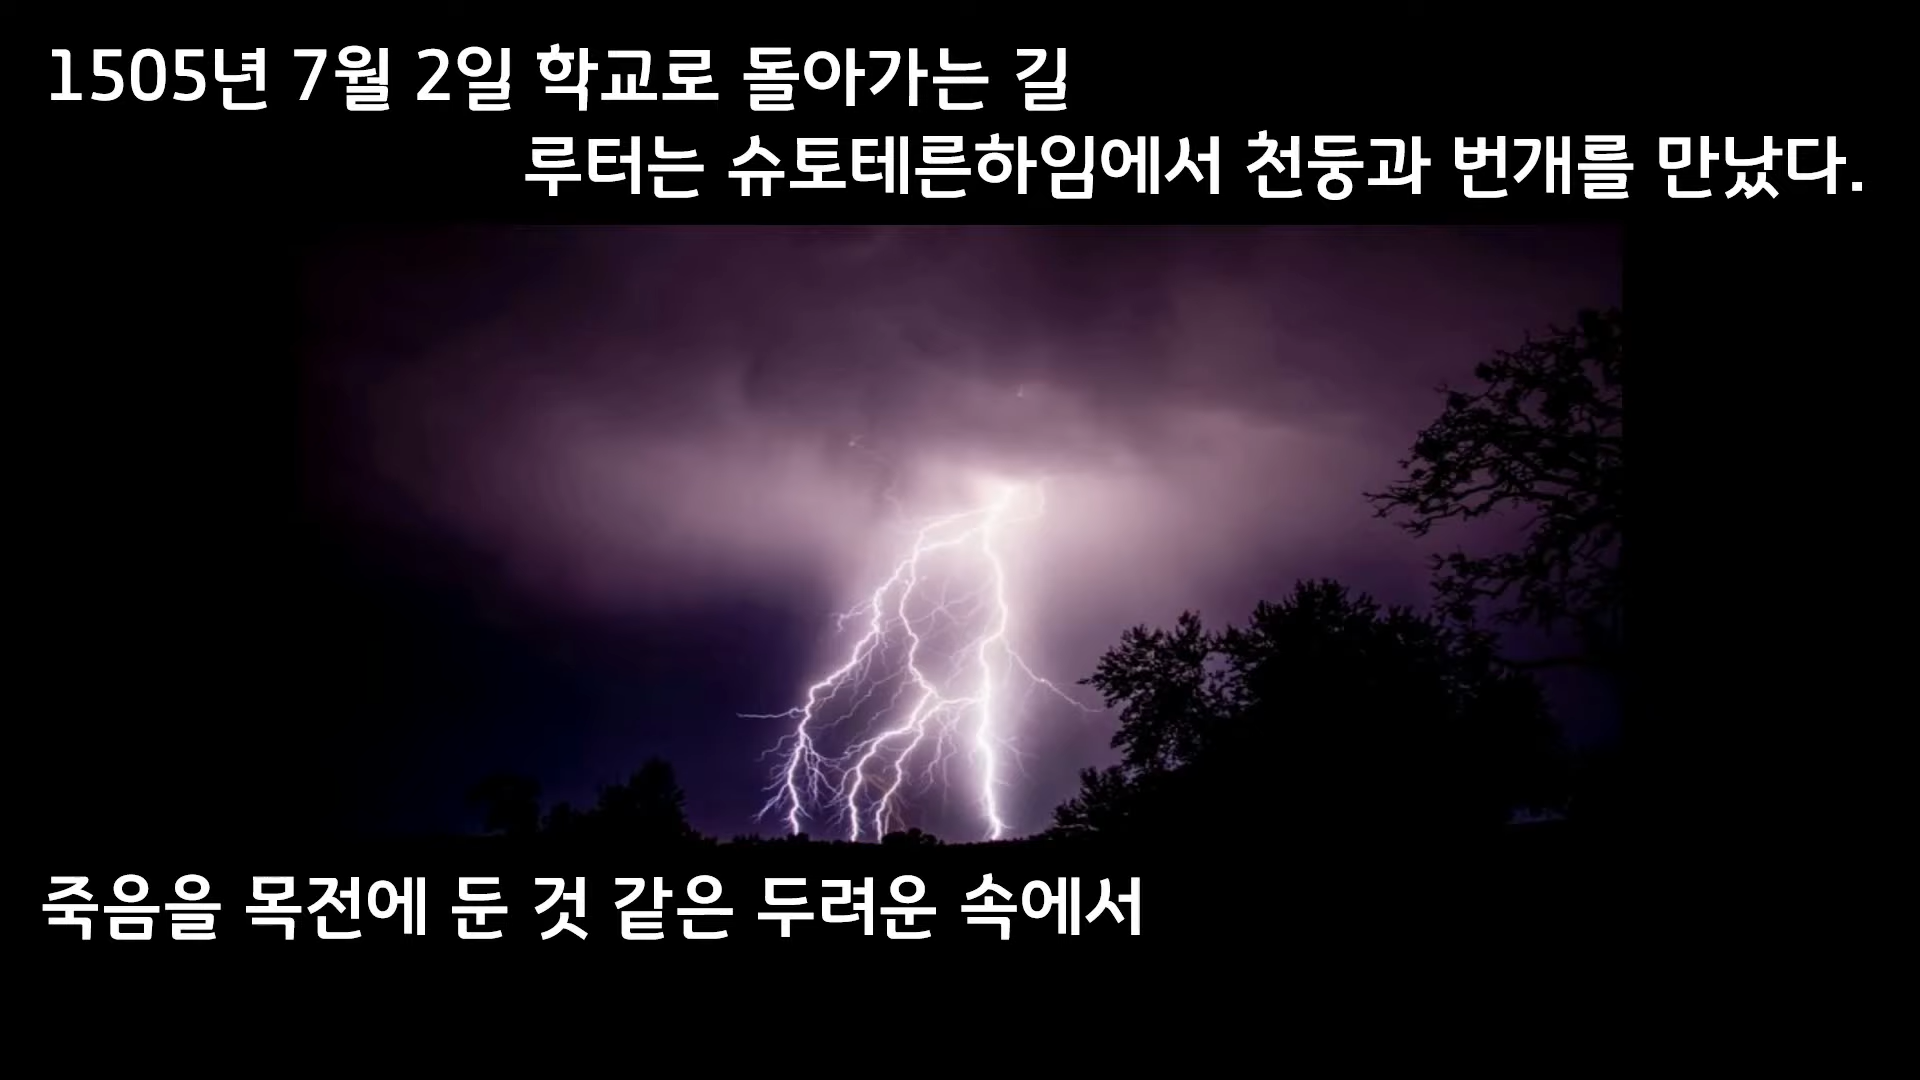 1505년 7월 2일 학교로 돌아가는 길
루터는 슈토테른하임에서 천둥과 번개를 만났다.
죽음을 목전에 둔 것 같은 두려운 속에서